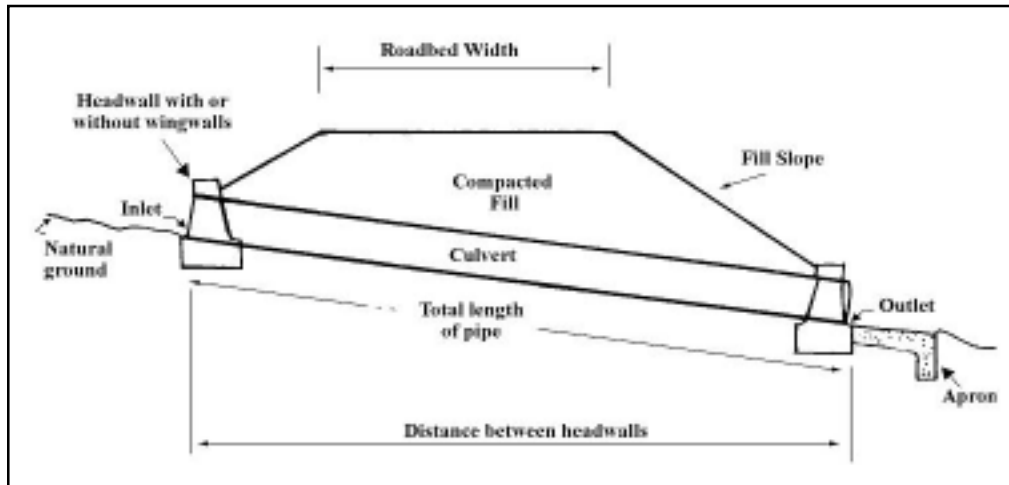 Roadbed Width
Headwall with or
without wingwalls
Fill Slope
Compacted
Fill
Inlet
Natural
ground
Culvert
Outlet
Total length
of pipe
Apron
Distance between headwalls